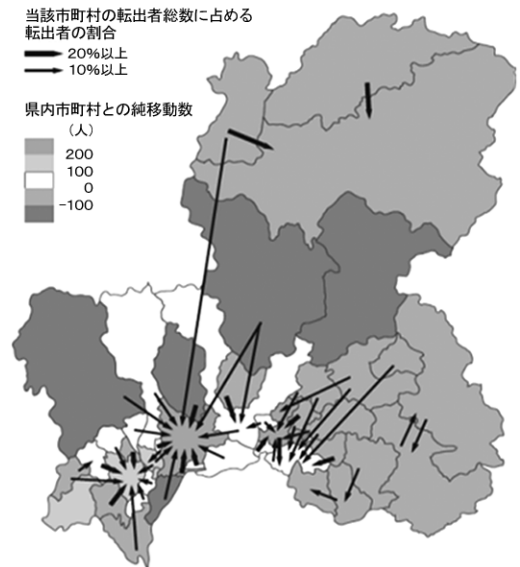 当該市町村の転出者総数に占める
転出者の割合
20%以上
10%以上
県内市町村との純移動数
（人）
200
100
0
-100